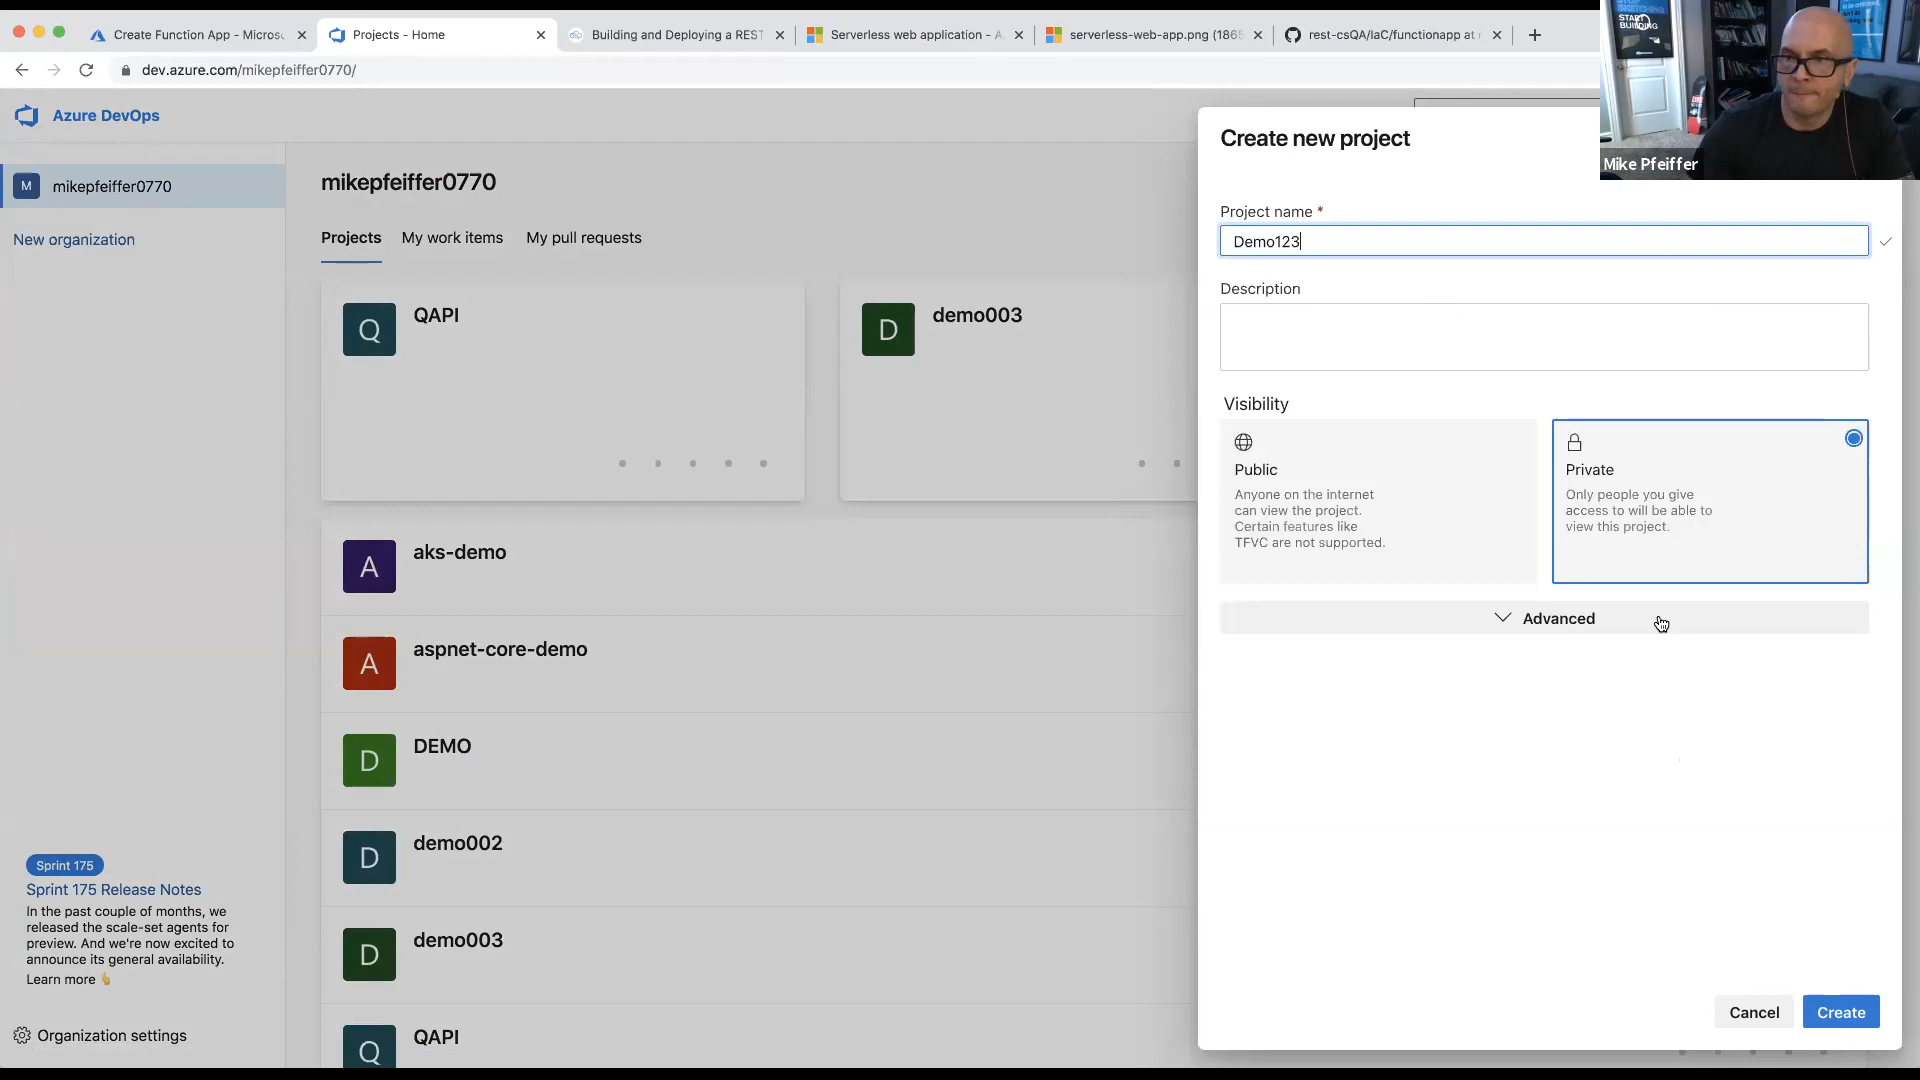 Create Function App - Microsc
Projects - Home
Building and Deploying a REST
Serverless web application - A
serverless-web-app.png (1865
rest-csQA/IaC/functionapp at
dev.azure.com/mikepfeiffer0770/
START
BUILDING
Mike Pfeiffer
Azure DevOps
M
mikepfeiffer0770
New organization
mikepfeiffer0770
Projects
My work items
My pull requests
Q
QAPI
D
demo003
A
aks-demo
A
aspnet-core-demo
D
DEMO
D
demo002
D
demo003
Q
QAPI
Sprint 175
Sprint 175 Release Notes
In the past couple of months, we
released the scale-set agents for
preview. And we're now excited to
announce its general availability.
Learn more
Organization settings
Create new project
Project name *
Demo123
Description
Visibility
Public
Anyone on the internet
can view the project.
Certain features like
TFVC are not supported.
Private
Only people you give
access to will be able to
view this project.
Advanced
Cancel
Create